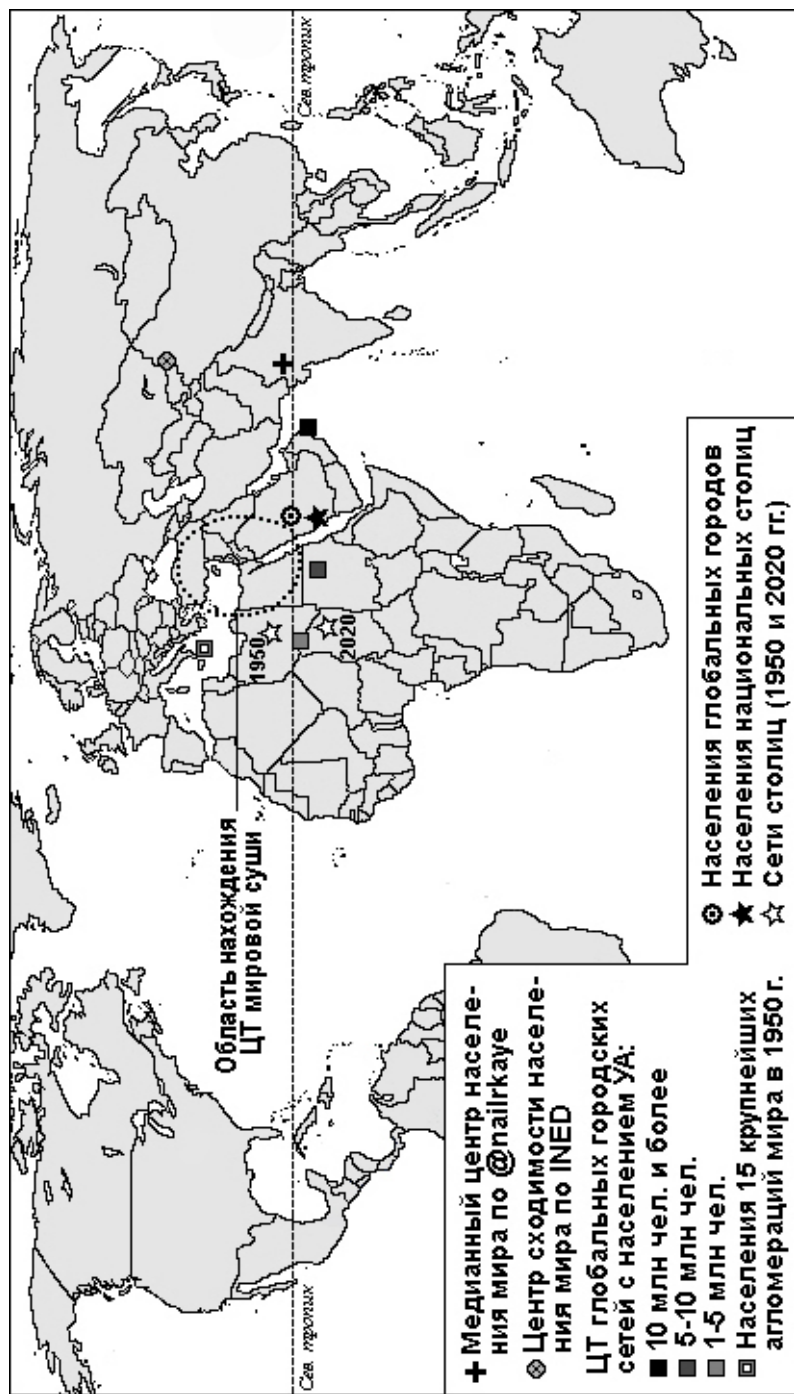 Сев. тропик
Сев. тропик
Область нахождения
ЦТ мировой суши
1950
2020
Медианный центр населе-
ния мира по @nailrkaye
Центр сходимости населе-
ния мира по INED
ЦТ глобальных городских
сетей с населением УА:
10 млн чел. и более
5-10 млн чел.
1-5 млн чел.
Населения 15 крупнейших
агломераций мира в 1950 г.
Населения глобальных городов
Населения национальных столиц
Сети столиц (1950 и 2020 гг.)